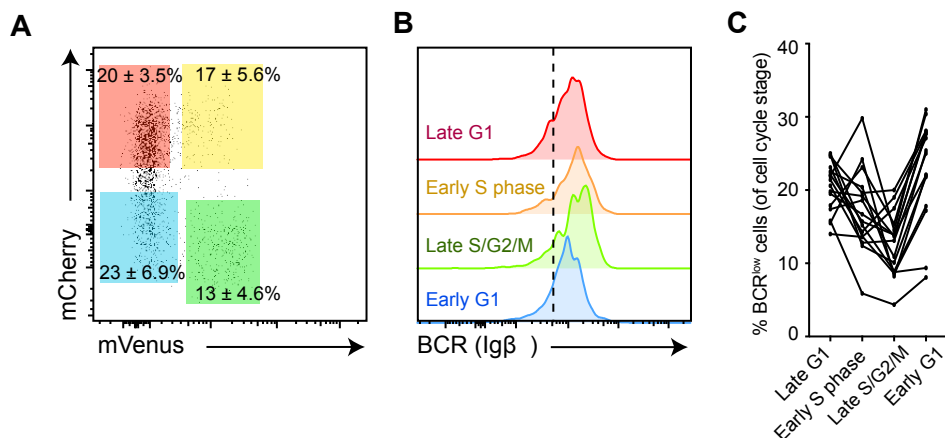 A
20 ± 3.5%
17 ± 5.6%
23 ± 6.9%
13 ± 4.6%
mCherry
mVenus
B
Late G1
Early S phase
Late S/G2/M
Early G1
BCR (Igβ )
C
% BCRlow cells (of cell cycle stage)
40
30
20
10
0
Late G1
Early S phase
Late S/G2/M
Early G1